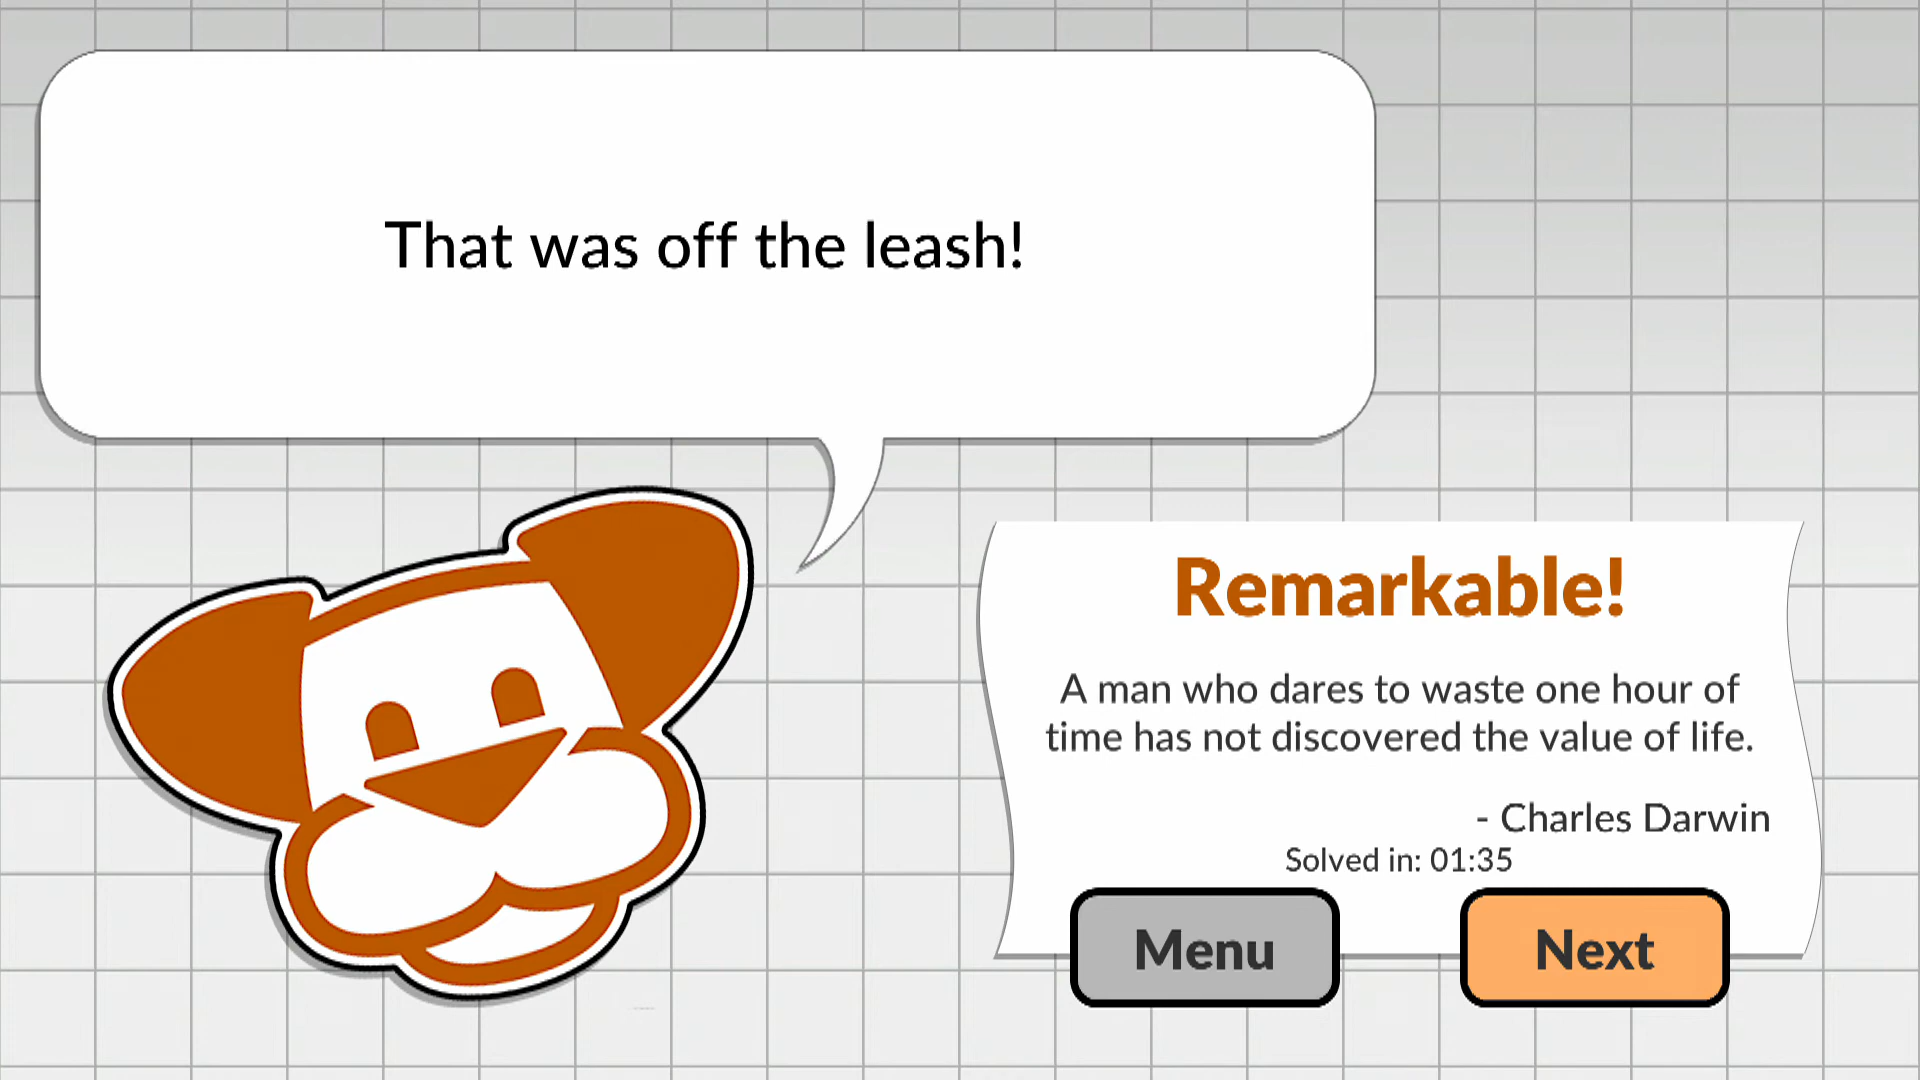 That was off the leash!
Remarkable!
A man who dares to waste one hour of
time has not discovered the value of life.
- Charles Darwin
Solved in: 01:35
Menu
Next